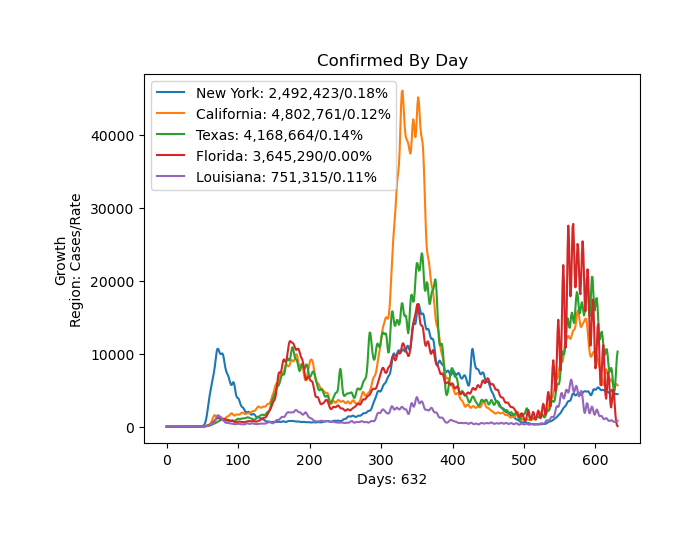 Confirmed By Day
New York: 2,492,423/0.18%
California: 4,802,761/0.12%
Texas: 4,168,664/0.14%
Florida: 3,645,290/0.00%
Louisiana: 751,315/0.11%
40000
30000
20000
10000
0
Growth
Region: Cases/Rate
0 100 200 300 400 500 600
Days: 632